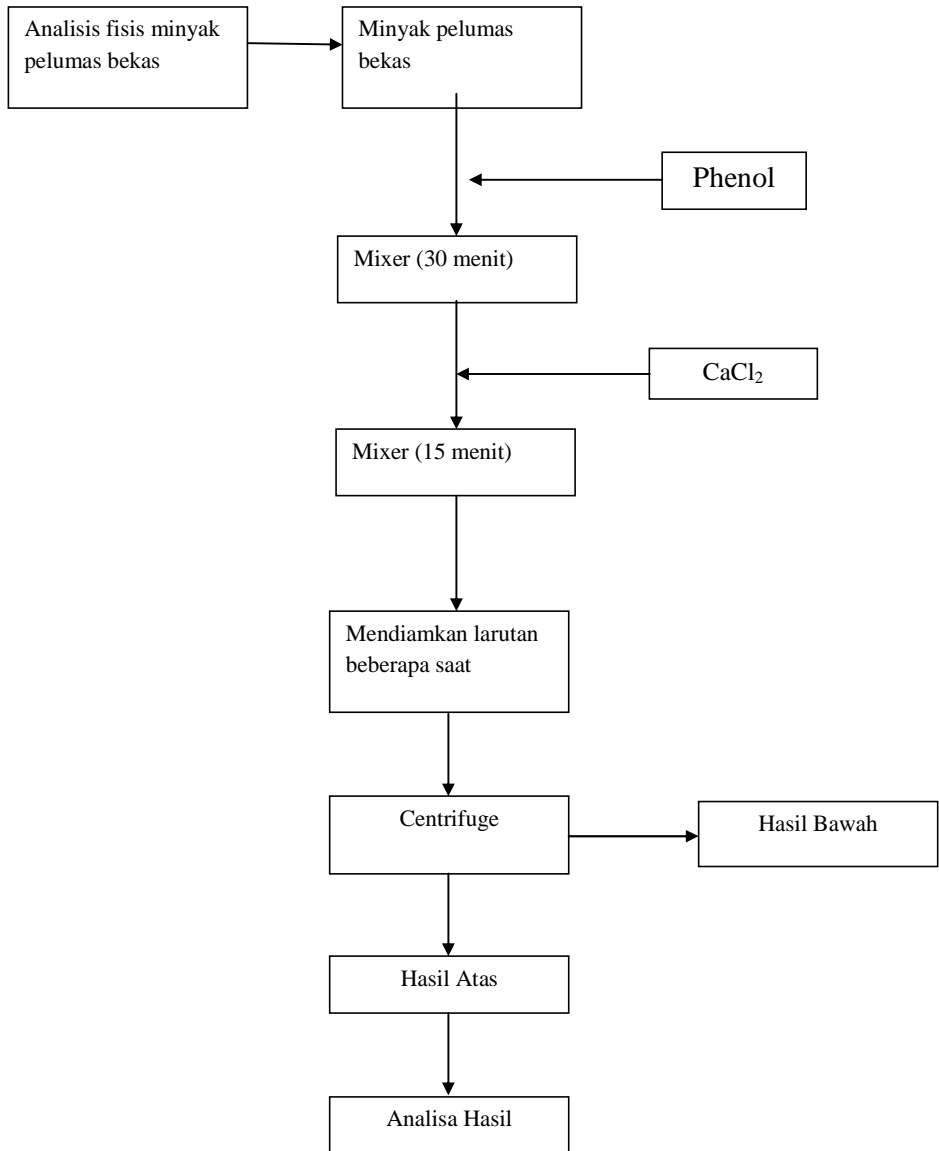 Analisis fisis minyak
pelumas bekas
Minyak pelumas
bekas
Phenol
Mixer (30 menit)
CaCl₂
Mixer (15 menit)
Mendiamkan larutan
beberapa saat
Centrifuge
Hasil Bawah
Hasil Atas
Analisa Hasil